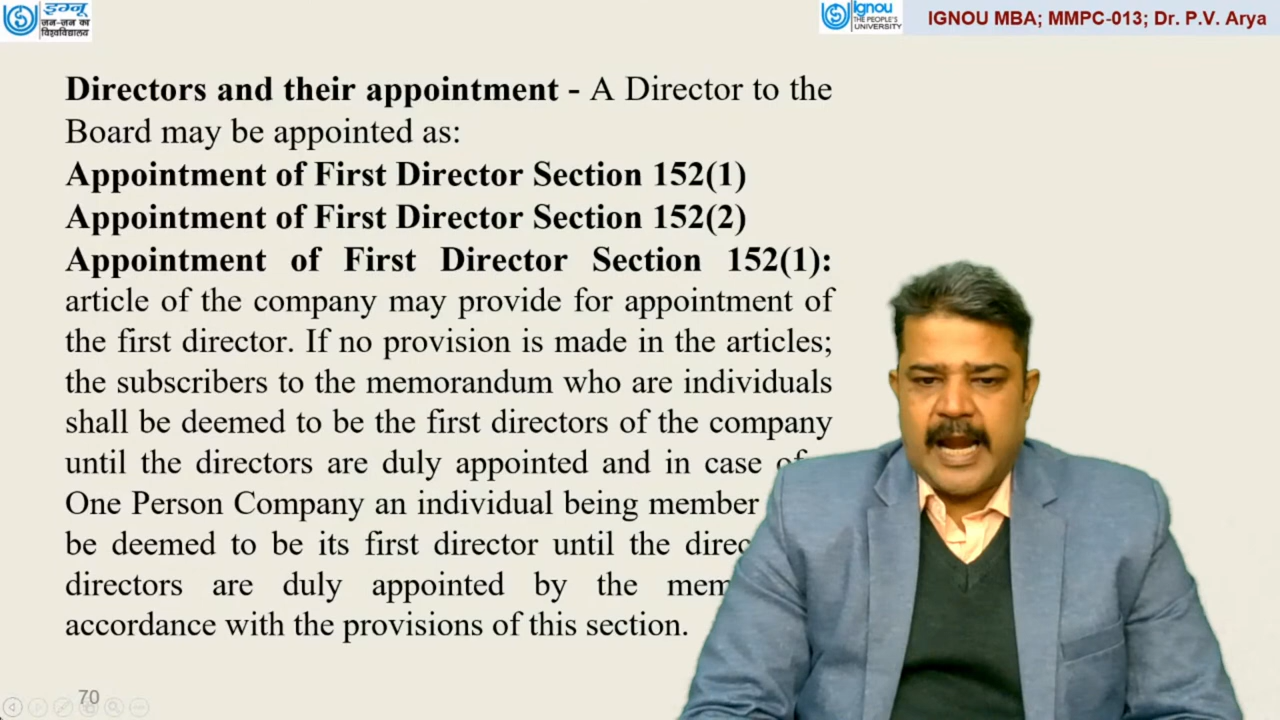 इग्नू
जन-जन का
विश्वविद्यालय
ignou
THE PEOPLE'S
UNIVERSITY
IGNOU MBA; MMPC-013; Dr. P.V. Arya
Directors and their appointment - A Director to the
Board may be appointed as:
Appointment of First Director Section 152(1)
Appointment of First Director Section 152(2)
Appointment of First Director Section 152(1):
article of the company may provide for appointment of
the first director. If no provision is made in the articles;
the subscribers to the memorandum who are individuals
shall be deemed to be the first directors of the company
until the directors are duly appointed and in case of
One Person Company an individual being member
be deemed to be its first director until the
directors are duly appointed by the
accordance with the provisions of this section.
70